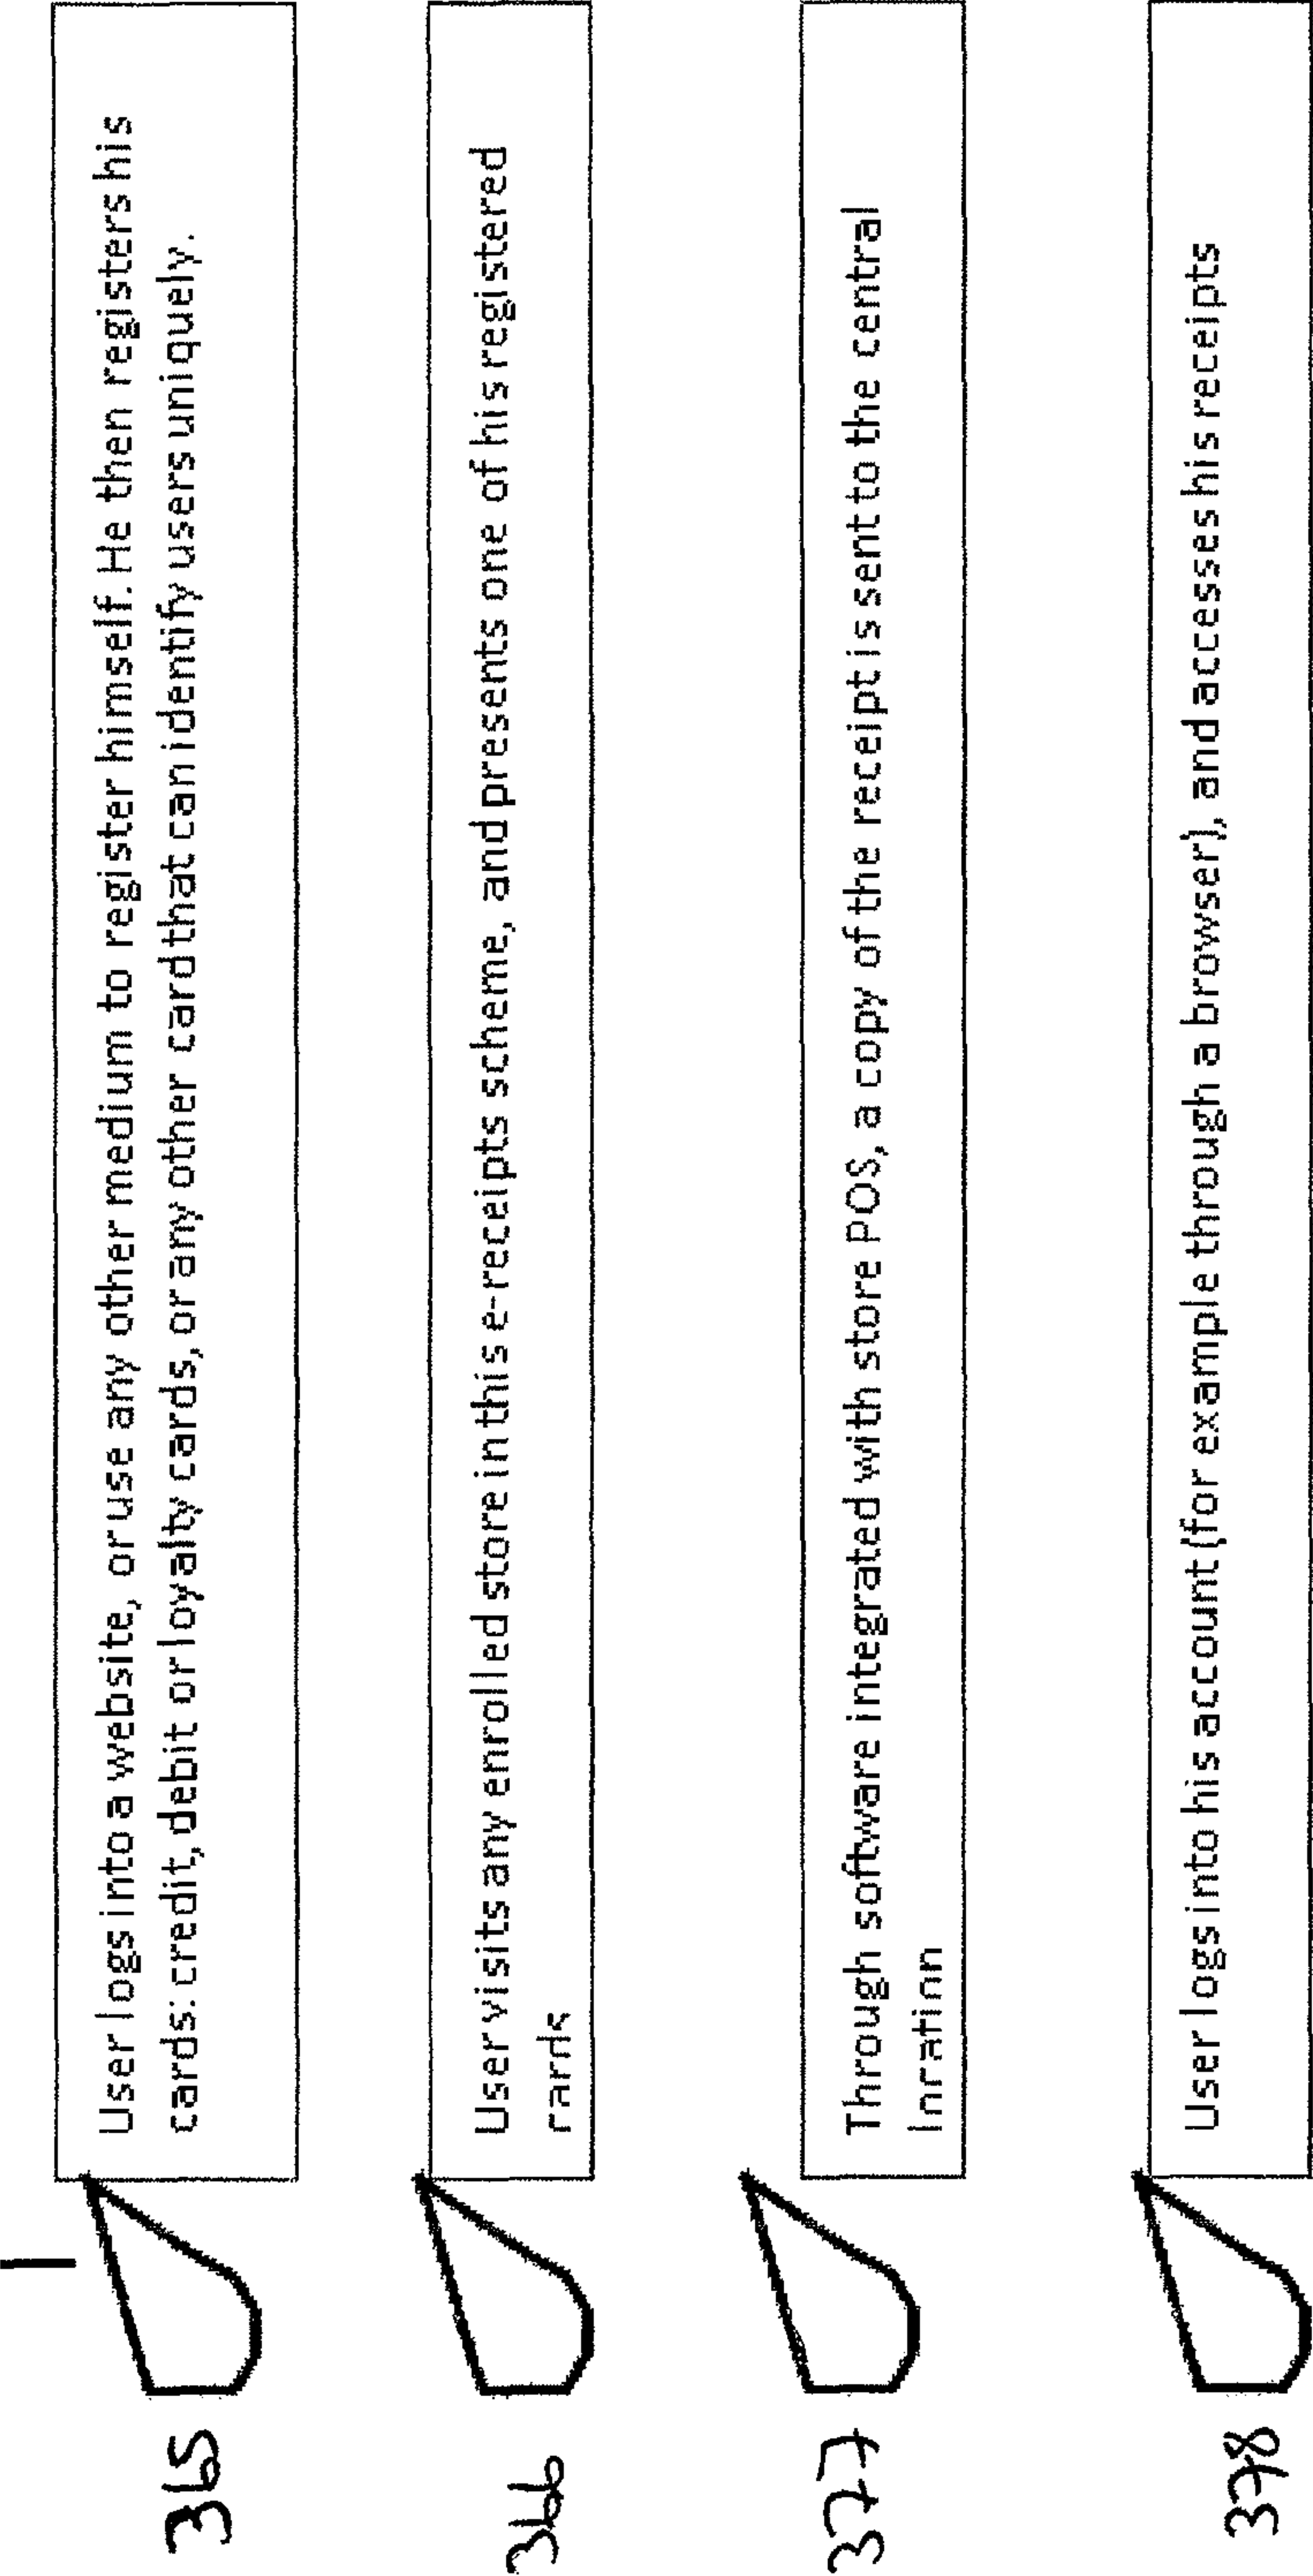 365
User logs into a website, or use any other medium to register himself. He then registers his
cards: credit, debit or loyalty cards, or any other card that can identify users uniquely.
366
User visits any enrolled store in this e-receipts scheme, and presents one of his registered
cards
377
Through software integrated with store POS, a copy of the receipt is sent to the central
location
378
User logs into his account (for example through a browser), and accesses his receipts